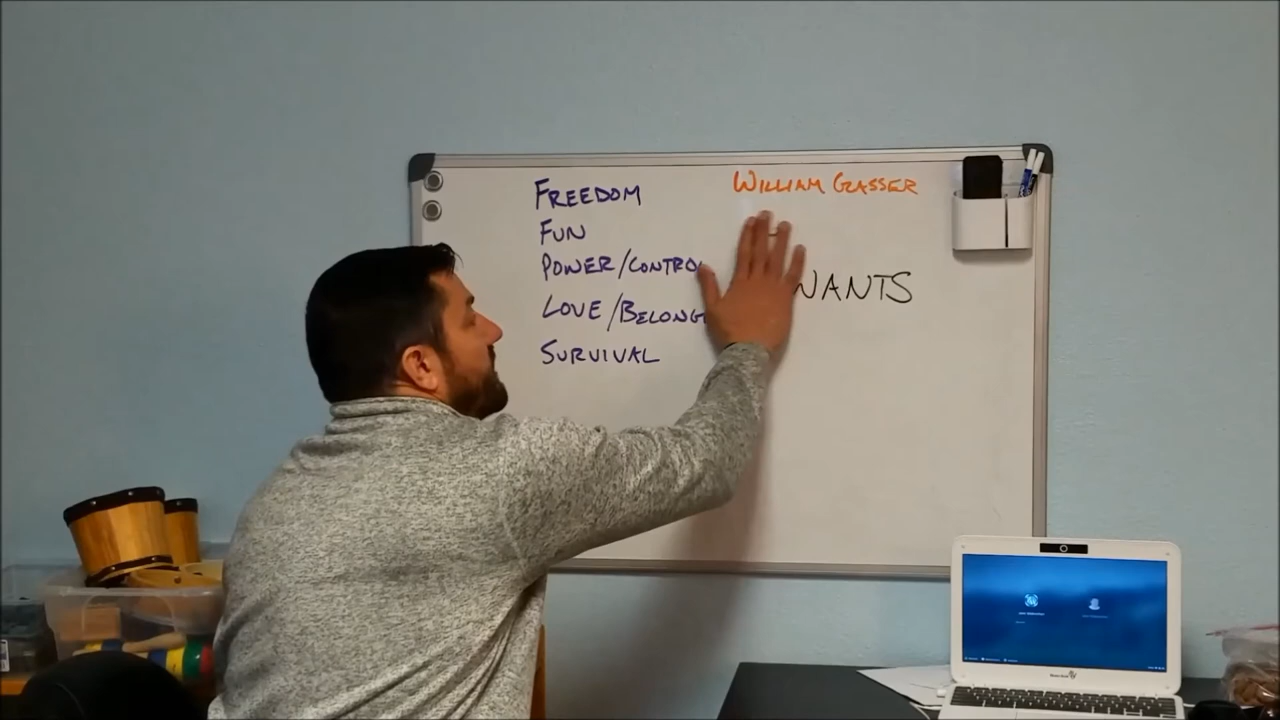 Freedom
William Glasser
Fun
Power/Contro
WANTS
Love/Belong
Survival